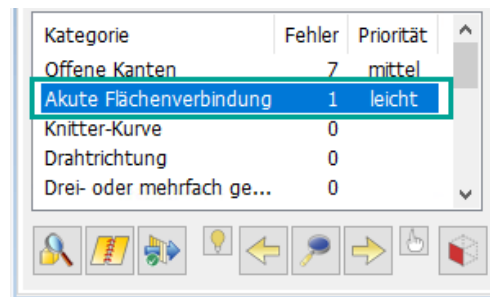 Kategorie Fehler Priorität
Offene Kanten 7 mittel
Akute Flächenverbindung 1 leicht
Knitter-Kurve 0
Drahtrichtung 0
Drei- oder mehrfach ge... 0